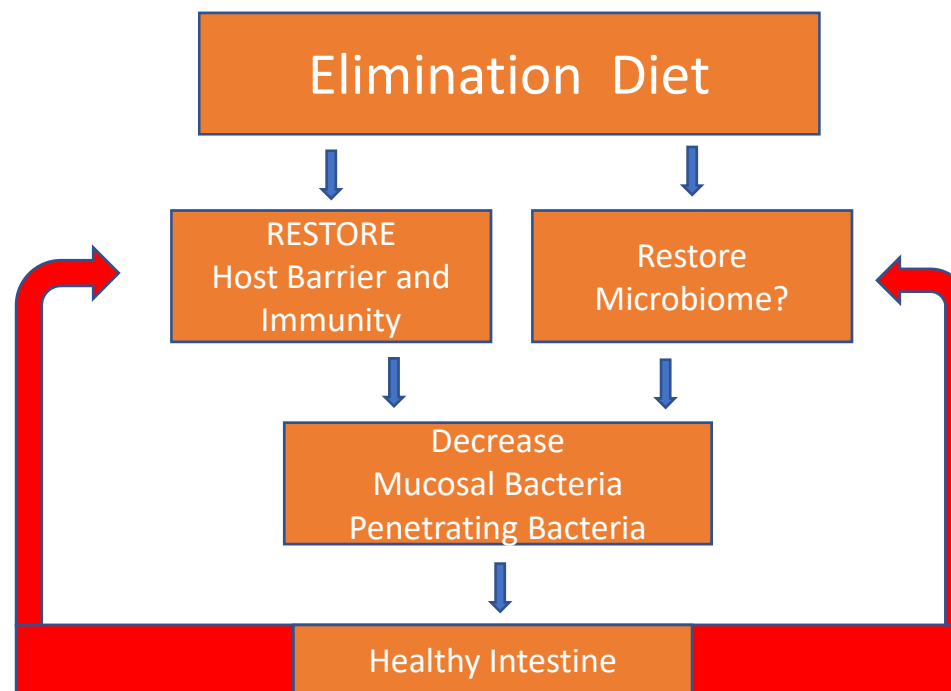 Elimination Diet
RESTORE
Host Barrier and
Immunity
Restore
Microbiome?
Decrease
Mucosal Bacteria
Penetrating Bacteria
Healthy Intestine